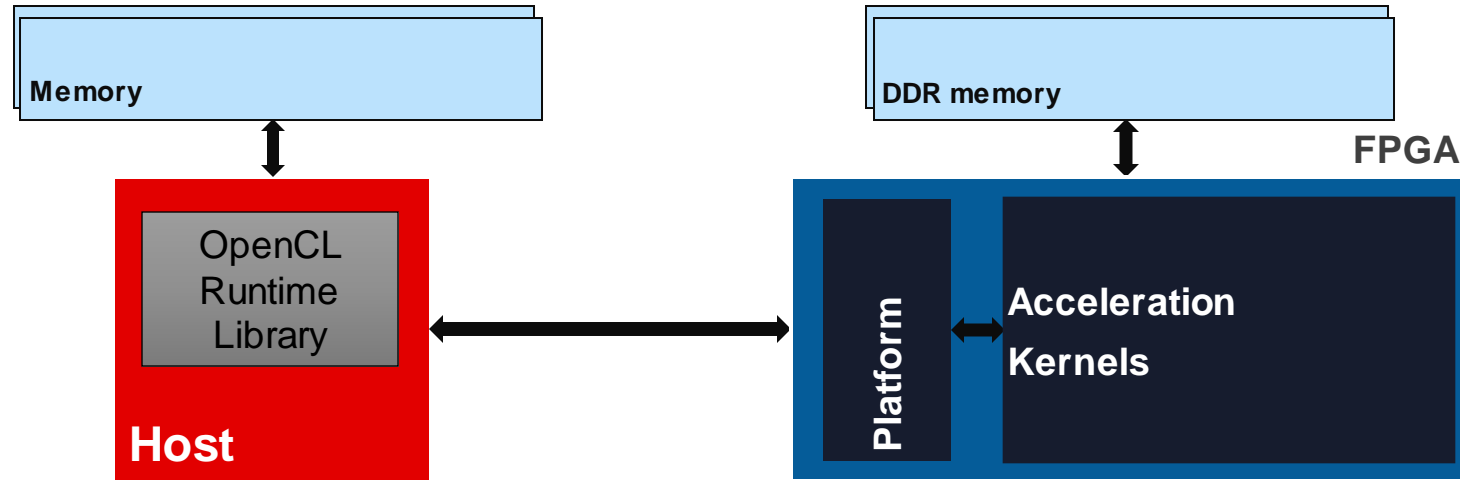 Memory
DDR memory
FPGA
OpenCL
Runtime
Library
Host
Platform
Acceleration
Kernels